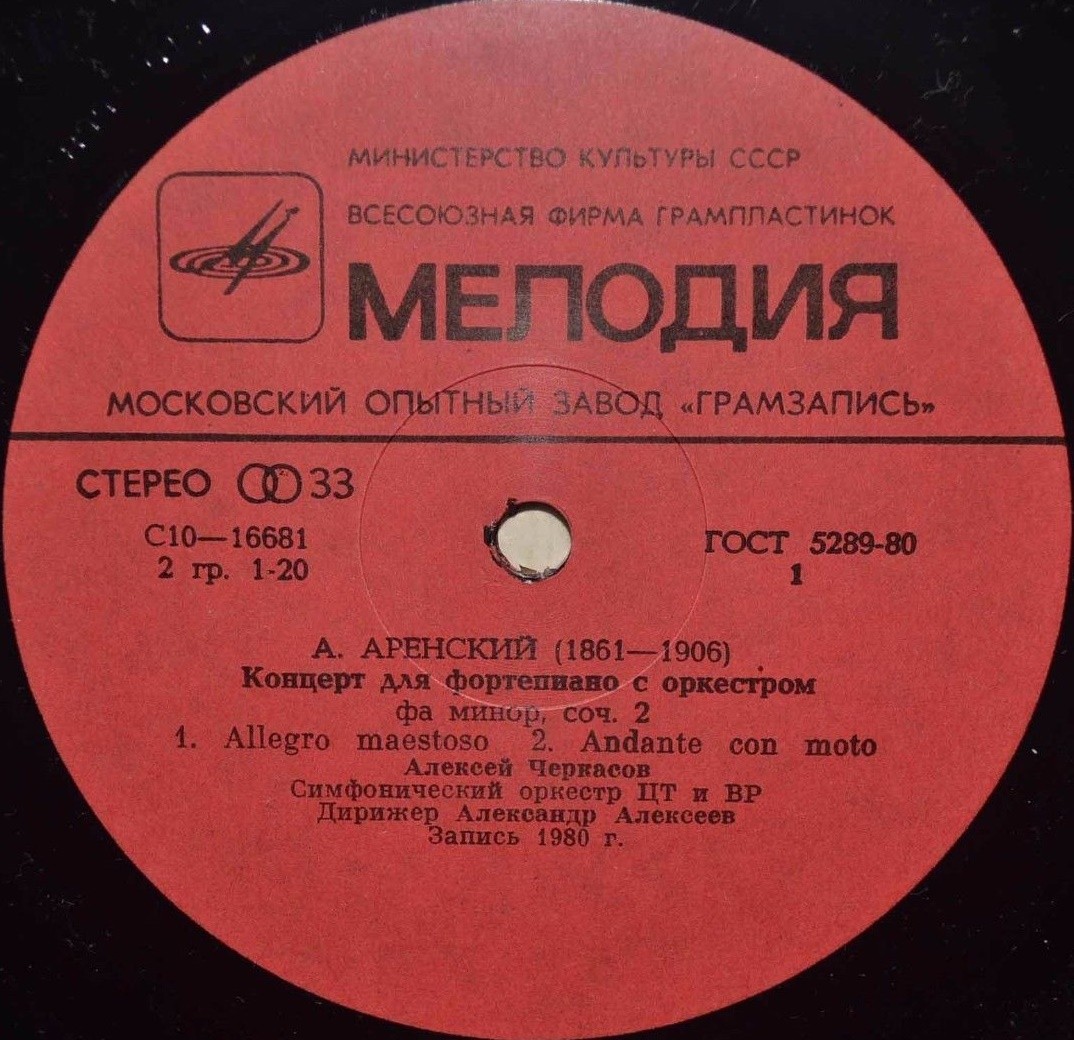 МИНИСТЕРСТВО КУЛЬТУРЫ СССР
ВСЕСОЮЗНАЯ ФИРМА ГРАМПЛАСТИНОК
МЕЛОДИЯ
МОСКОВСКИЙ ОПЫТНЫЙ ЗАВОД «ГРАМЗАПИСЬ»
СТЕРЕО 33
С10—16681
2 гр. 1-20
ГОСТ 5289-80
1
А. АРЕНСКИЙ (1861—1906)
Концерт для фортепиано с оркестром
фа минор, соч. 2
1. Allegro maestoso 2. Andante con moto
Алексей Черкасов
Симфонический оркестр ЦТ и ВР
Дирижер Александр Алексеев
Запись 1980 г.